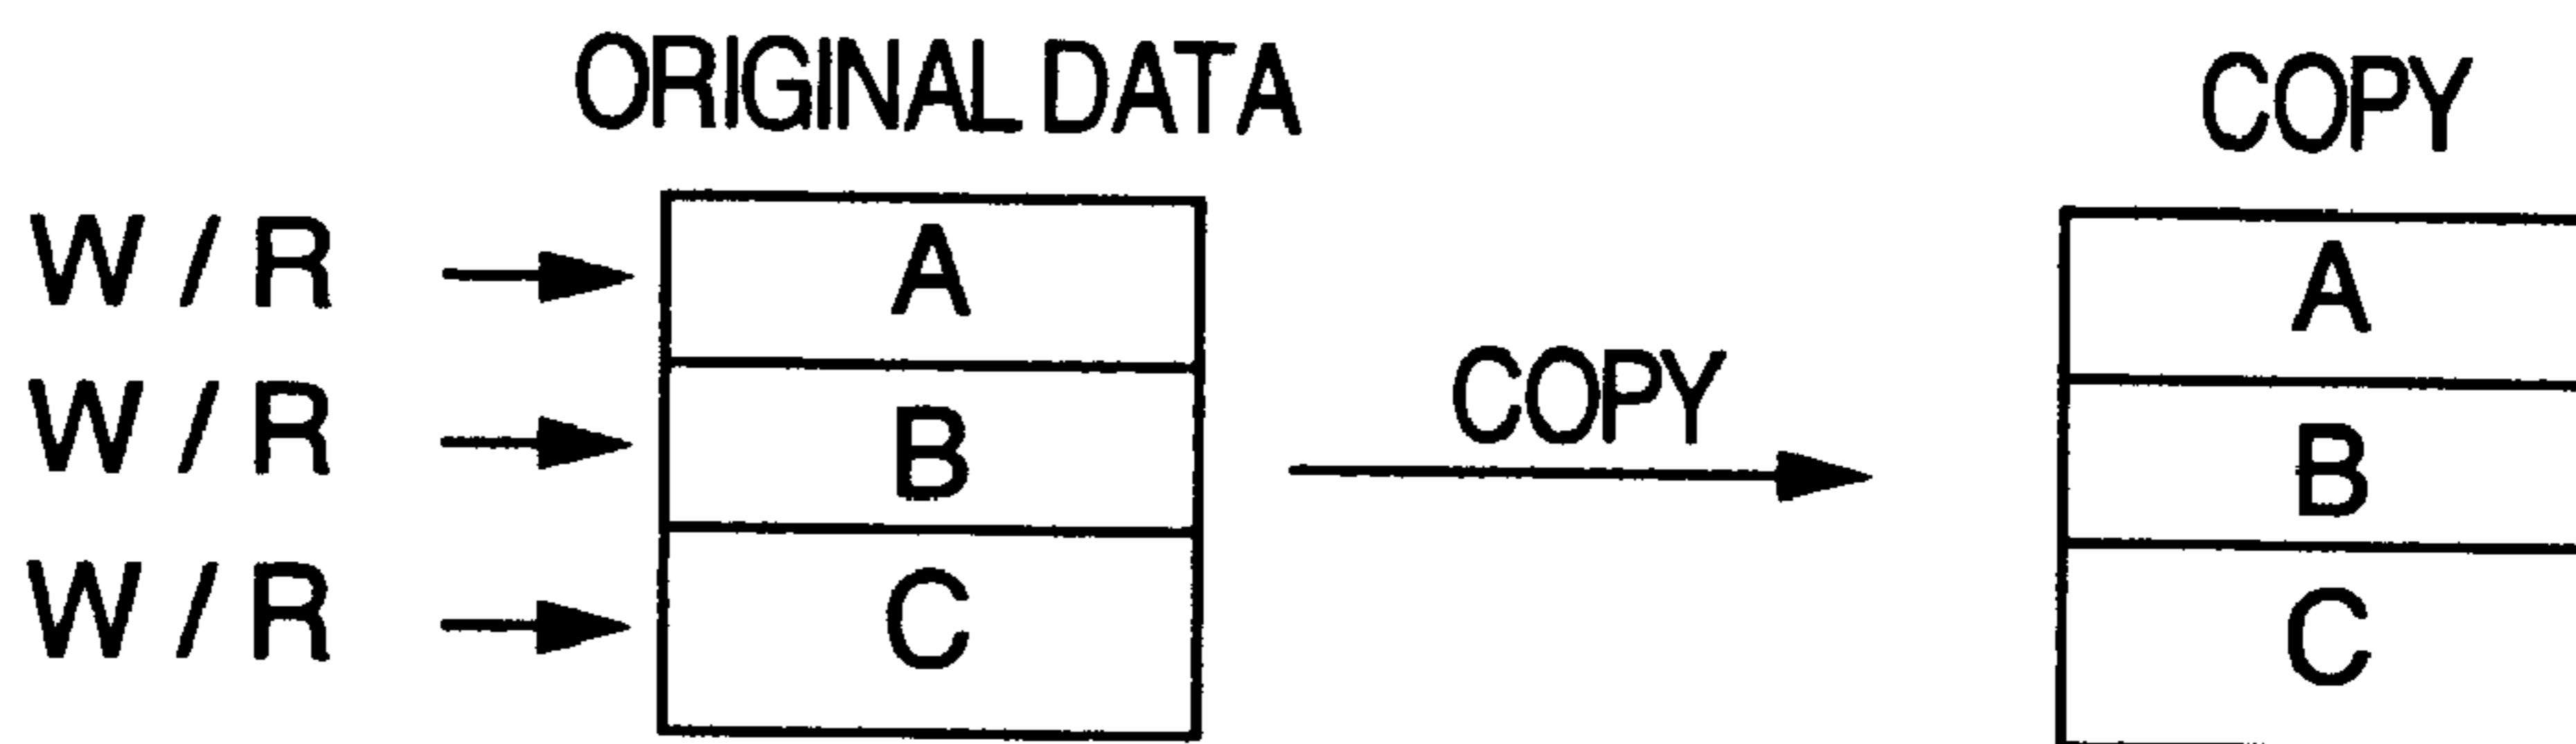 ORIGINAL DATA
COPY
W / R
A
A
W / R
B
COPY
B
W / R
C
C